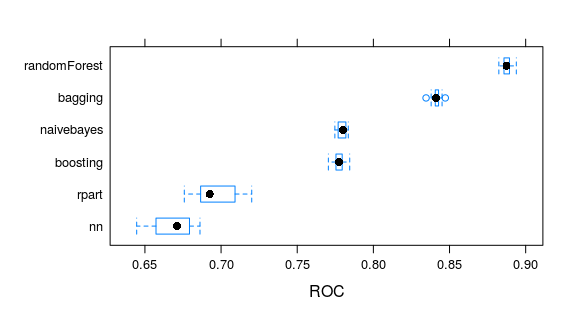 randomForest
bagging
naivebayes
boosting
rpart
nn
0.65 0.70 0.75 0.80 0.85 0.90
ROC